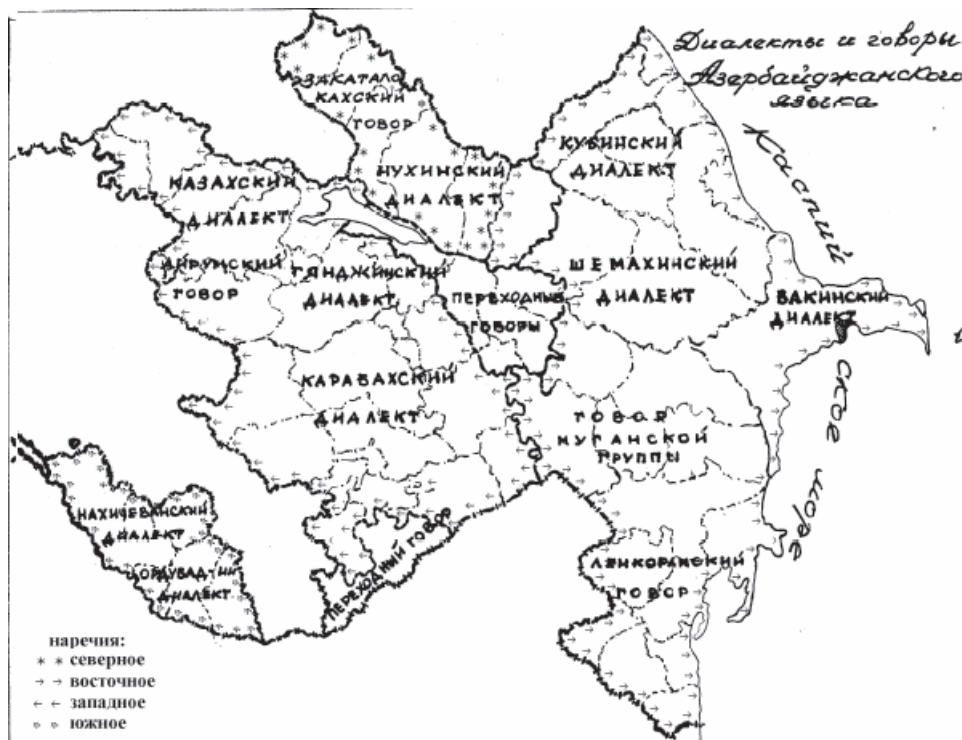 Диалекты и говоры
Азербайджанского
языка
ЗАКАТАЛО
КАХСКИЙ
ГОВОР
КУБИНСКИЙ
ДИАЛЕКТ
НУХИНСКИЙ
ДИАЛЕКТ
КАЗАХСКИЙ
ДИАЛЕКТ
Каспий
АЙРУМСКИЙ
ГОВОР
ГЯНДЖИНСКИЙ
ДИАЛЕКТ
ШЕМАХИНСКИЙ
ДИАЛЕКТ
ПЕРЕХОДНЫЕ
ГОВОРЫ
БАКИНСКИЙ
ДИАЛЕКТ
ское
море
КАРАБАХСКИЙ
ДИАЛЕКТ
ГОВОРЫ
МУГАНСКОЙ
ГРУППЫ
НАХИЧЕВАНСКИЙ
ДИАЛЕКТ
ПЕРЕХОДНЫЙ ГОВОР
ОРДУБАДСКИЙ
ДИАЛЕКТ
ЛЕНКОРАНСКИЙ
ГОВОР
наречия:
северное
восточное
западное
южное